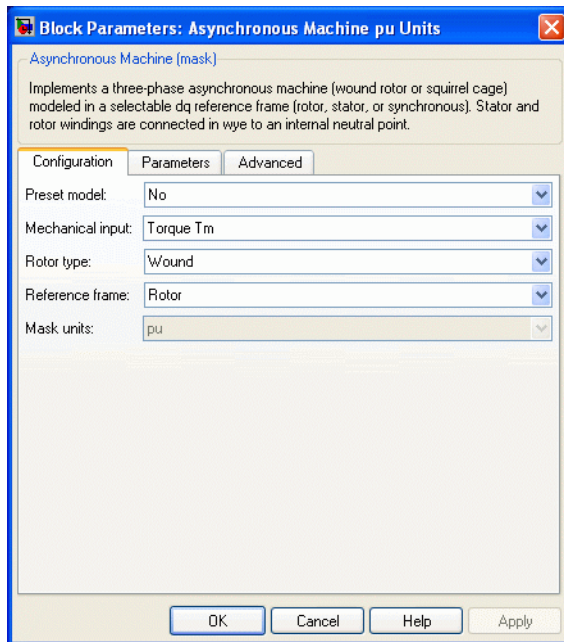 Block Parameters: Asynchronous Machine pu Units
Asynchronous Machine (mask)
Implements a three-phase asynchronous machine (wound rotor or squirrel cage)
modeled in a selectable dq reference frame (rotor, stator, or synchronous). Stator and
rotor windings are connected in wye to an internal neutral point.
Configuration Parameters Advanced
Preset model: No
Mechanical input: Torque Tm
Rotor type: Wound
Reference frame: Rotor
Mask units: pu
OK Cancel Help Apply